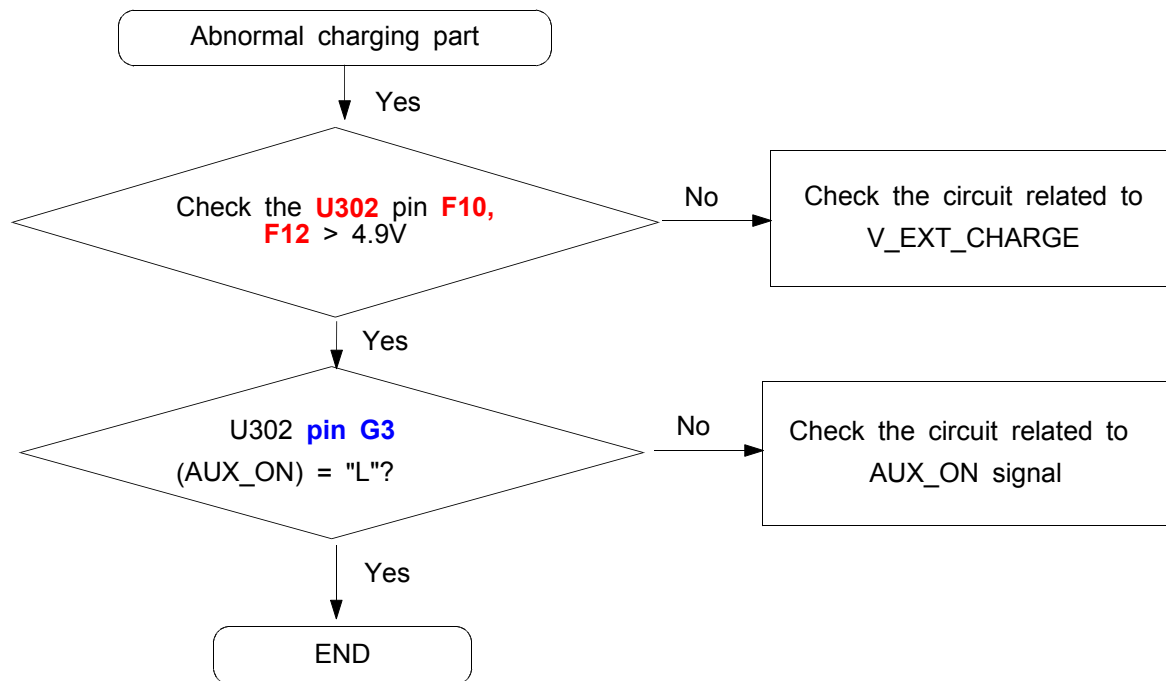 Abnormal charging part
Yes
Check the U302 pin F10,
F12 > 4.9V
No
Check the circuit related to
V_EXT_CHARGE
Yes
U302 pin G3
(AUX_ON) = "L"?
No
Check the circuit related to
AUX_ON signal
Yes
END